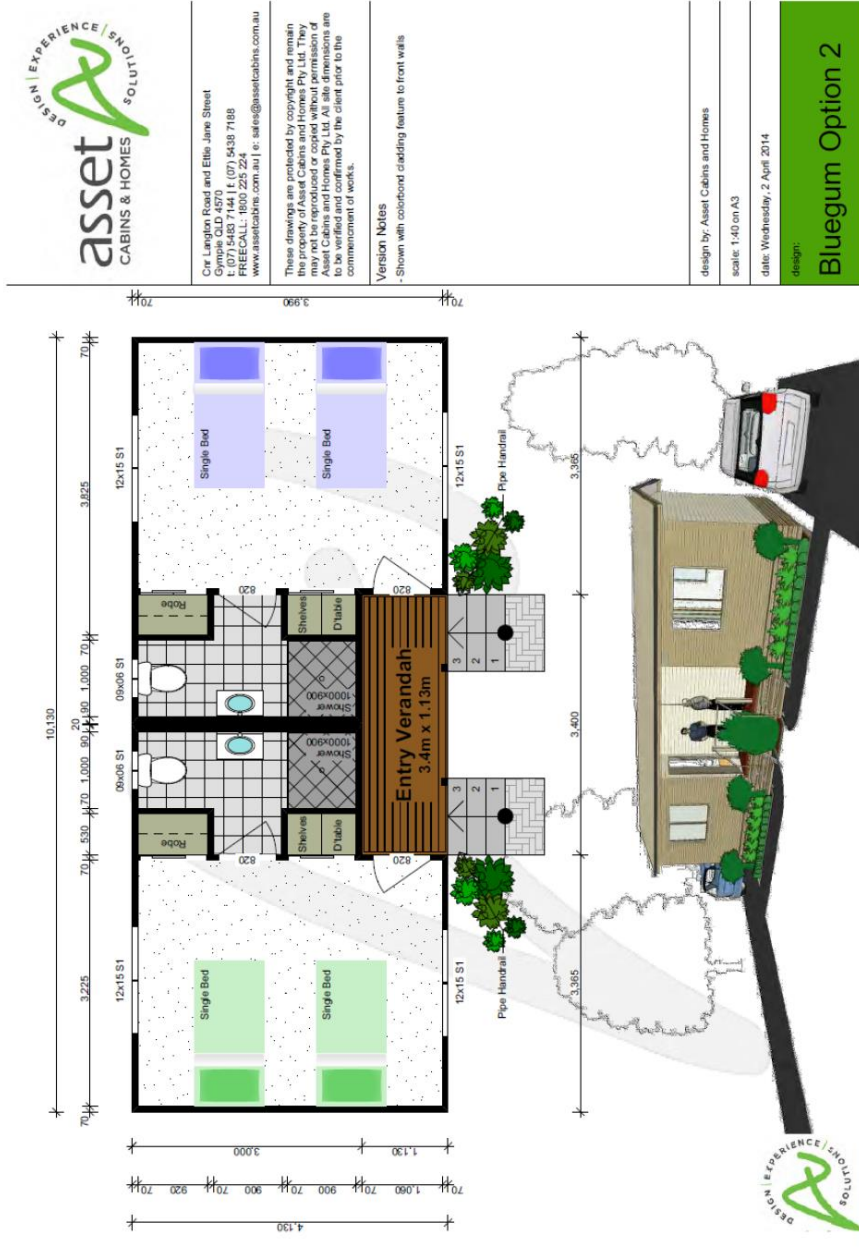 DESIGN | EXPERIENCE | SOLUTIONS
asset
CABINS & HOMES
Cnr Langton Road and Ettie Jane Street
Gympie QLD 4570
t: (07) 5483 7144 | f: (07) 5438 7188
FREECALL: 1800 225 224
www.assetcabins.com.au | e: sales@assetcabins.com.au
These drawings are protected by copyright and remain
the property of Asset Cabins and Homes Pty Ltd. They
may not be reproduced or copied without permission of
Asset Cabins and Homes Pty Ltd. All site dimensions are
to be verified and confirmed by the client prior to the
commencment of works.
Version Notes
- Shown with colorbond cladding feature to front walls
design by: Asset Cabins and Homes
scale: 1:40 on A3
date: Wednesday, 2 April 2014
design:
Bluegum Option 2
10,130
70 3,225 70 530 70 1,000 90 20 190 1,000 70 3,825 70
12x15 S1 09x06 S1 09x06 S1 12x15 S1
70 3,990 70
4,130
70 920 70 900 70 900 70 1,060 70
3,000 1,130
Robe Robe
Single Bed Single Bed
820 820
Shower
1000x900
Shower
1000x900
Shelves Shelves
D'table D'table
Single Bed Single Bed
820 820
Entry Verandah
3.4m x 1.13m
12x15 S1 12x15 S1
3 3
2 2
1 1
Pipe Handrail Pipe Handrail
3,365 3,400 3,365
DESIGN | EXPERIENCE | SOLUTIONS